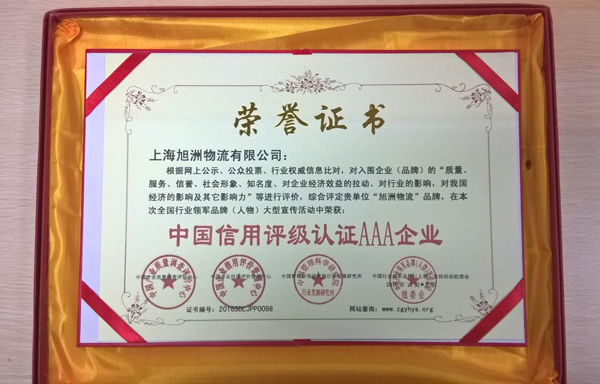 荣誉证书
上海旭洲物流有限公司：
根据网上公示、公众投票、行业权威信息比对，对入围企业（品牌）的“质量、
服务、信誉、社会形象、知名度、对企业经济效益的拉动、对行业的影响，对我国
经济的影响及其它影响力”等进行评价，综合评定贵单位“旭洲物流”品牌，在本
次全国行业领军品牌（人物）大型宣传活动中荣获：
中国信用评级认证AAA企业
证书编号：20163DLJPP0098
网站查询：www.zgyhys.org